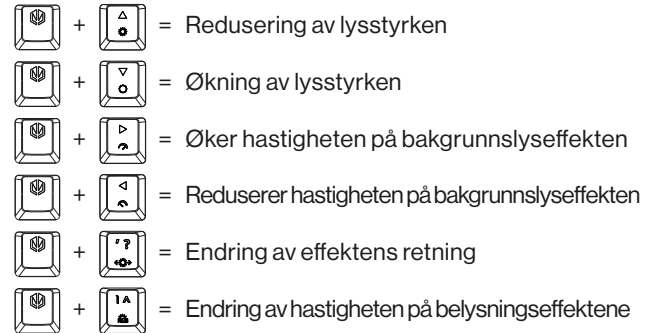 + △ = Redusering av lysstyrken
+ ▽ = Økning av lysstyrken
+ ▷ = Øker hastigheten på bakgrunnslyseffekten
+ ◁ = Reduserer hastigheten på bakgrunnslyseffekten
+ ' ? = Endring av effektens retning
+ 1 A = Endring av hastigheten på belysningseffektene